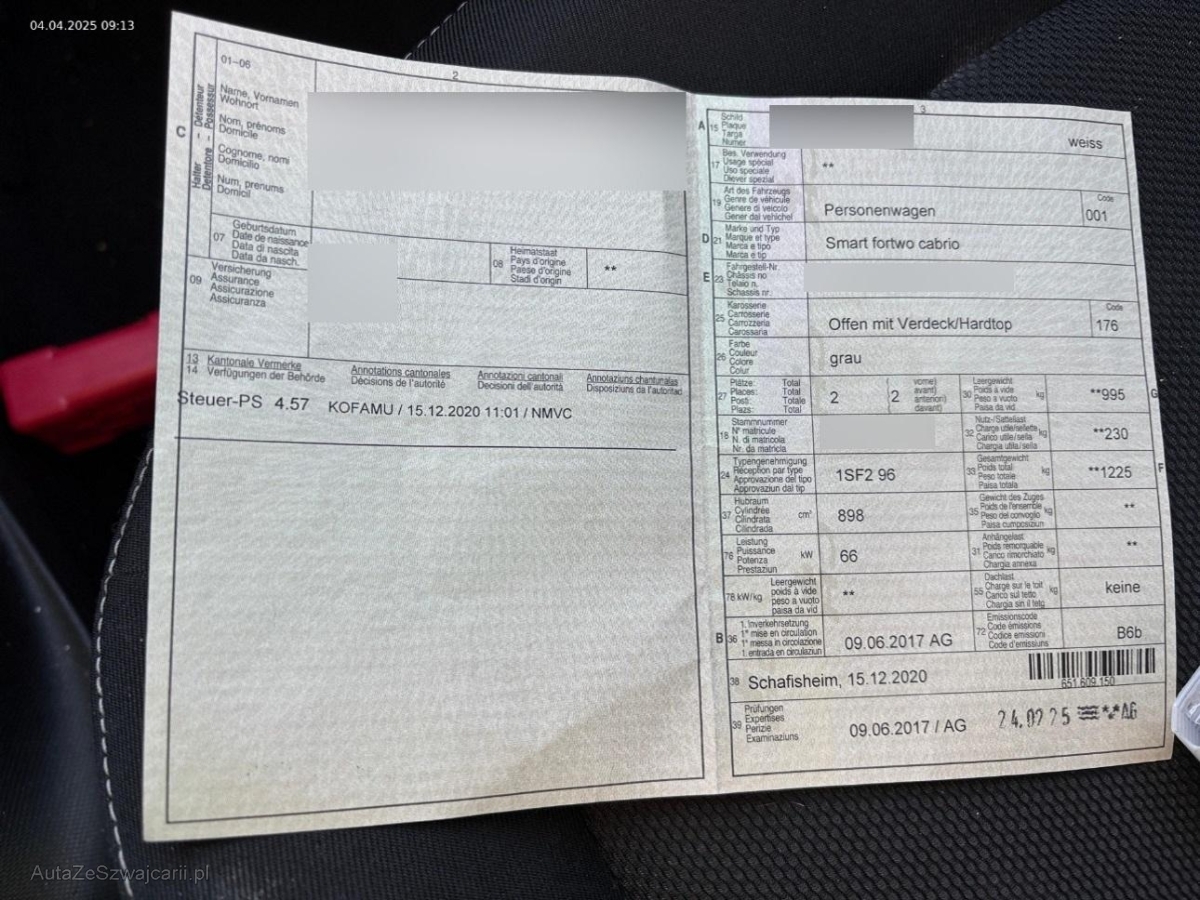 04.04.2025 09:13
01-06
2
C
Halter – Détenteur
Detentore – Possessur
Name, Vornamen
Wohnort
Nom, prénoms
Domicile
Cognome, nomi
Domicilio
Num, prenums
Domicil
07
Geburtsdatum
Date de naissance
Data di nascita
Data da nasch.
08
Heimatstaat
Pays d'origine
Paese d'origine
Stadi d'origin
**
09
Versicherung
Assurance
Assicurazione
Assicuranza
13 Kantonale Vermerke
14 Verfügungen der Behörde
Annotations cantonales
Décisions de l'autorité
Annotazioni cantonali
Decisioni dell'autorità
Annotaziuns chantunalas
Disposiziuns da l'autoritad
Steuer-PS 4.57 KOFAMU / 15.12.2020 11:01 / NMVC
3
A 15
Schild
Plaque
Targa
Numer
weiss
17
Bes. Verwendung
Usage spécial
Uso speciale
Diever spezial
**
19
Art des Fahrzeugs
Genre de véhicule
Genere di veicolo
Gener dal vehichel
Personenwagen
Code
001
D 21
Marke und Typ
Marque et type
Marca e tipo
Marca e tip
Smart fortwo cabrio
E 23
Fahrgestell-Nr.
Châssis no
Telaio n.
Schassis nr.
25
Karosserie
Carrosserie
Carrozzeria
Carossaria
Offen mit Verdeck/Hardtop
Code
176
26
Farbe
Couleur
Colore
Colur
grau
27
Plätze: Total
Places: Total
Posti: Totale
Plazs: Total
2
2
vorne)
avant)
anteriori)
davant)
30
Leergewicht
Poids à vide
Peso a vuoto
Paisa da vid
kg
**995
G
18
Stammnummer
N° matricule
N. di matricola
Nr. da matricla
32
Nutz-/Sattellast
Charge utile/sellette
Carico utile/sella
Chargia utila/sella
kg
**230
24
Typengenehmigung
Réception par type
Approvazione del tipo
Approvaziun dal tip
1SF2 96
33
Gesamtgewicht
Poids total
Peso totale
Paisa totala
kg
**1225
F
37
Hubraum
Cylindrée
Cilindrata
Cilindrada
cm³
898
35
Gewicht des Zuges
Poids de l'ensemble
Peso del convoglio
Paisa cumposiziun
kg
**
76
Leistung
Puissance
Potenza
Prestaziun
kW
66
31
Anhängelast
Poids remorquable
Carico rimorchiato
Chargia annexa
kg
**
78 kW/kg
Leergewicht
poids à vide
peso a vuoto
paisa da vid
**
55
Dachlast
Charge sur le toit
Carico sul tetto
Chargia sin il tetg
kg
keine
B 36
1. Inverkehrsetzung
1re mise en circulation
1a messa in circolazione
1. entrada en circulaziun
09.06.2017 AG
72
Emissionscode
Code émissions
Codice emissioni
Code d'emissiuns
B6b
38 Schafisheim, 15.12.2020
651 609 150
39
Prüfungen
Expertises
Perizie
Examinaziuns
09.06.2017 / AG
AG
AutaZeSzwajcarii.pl